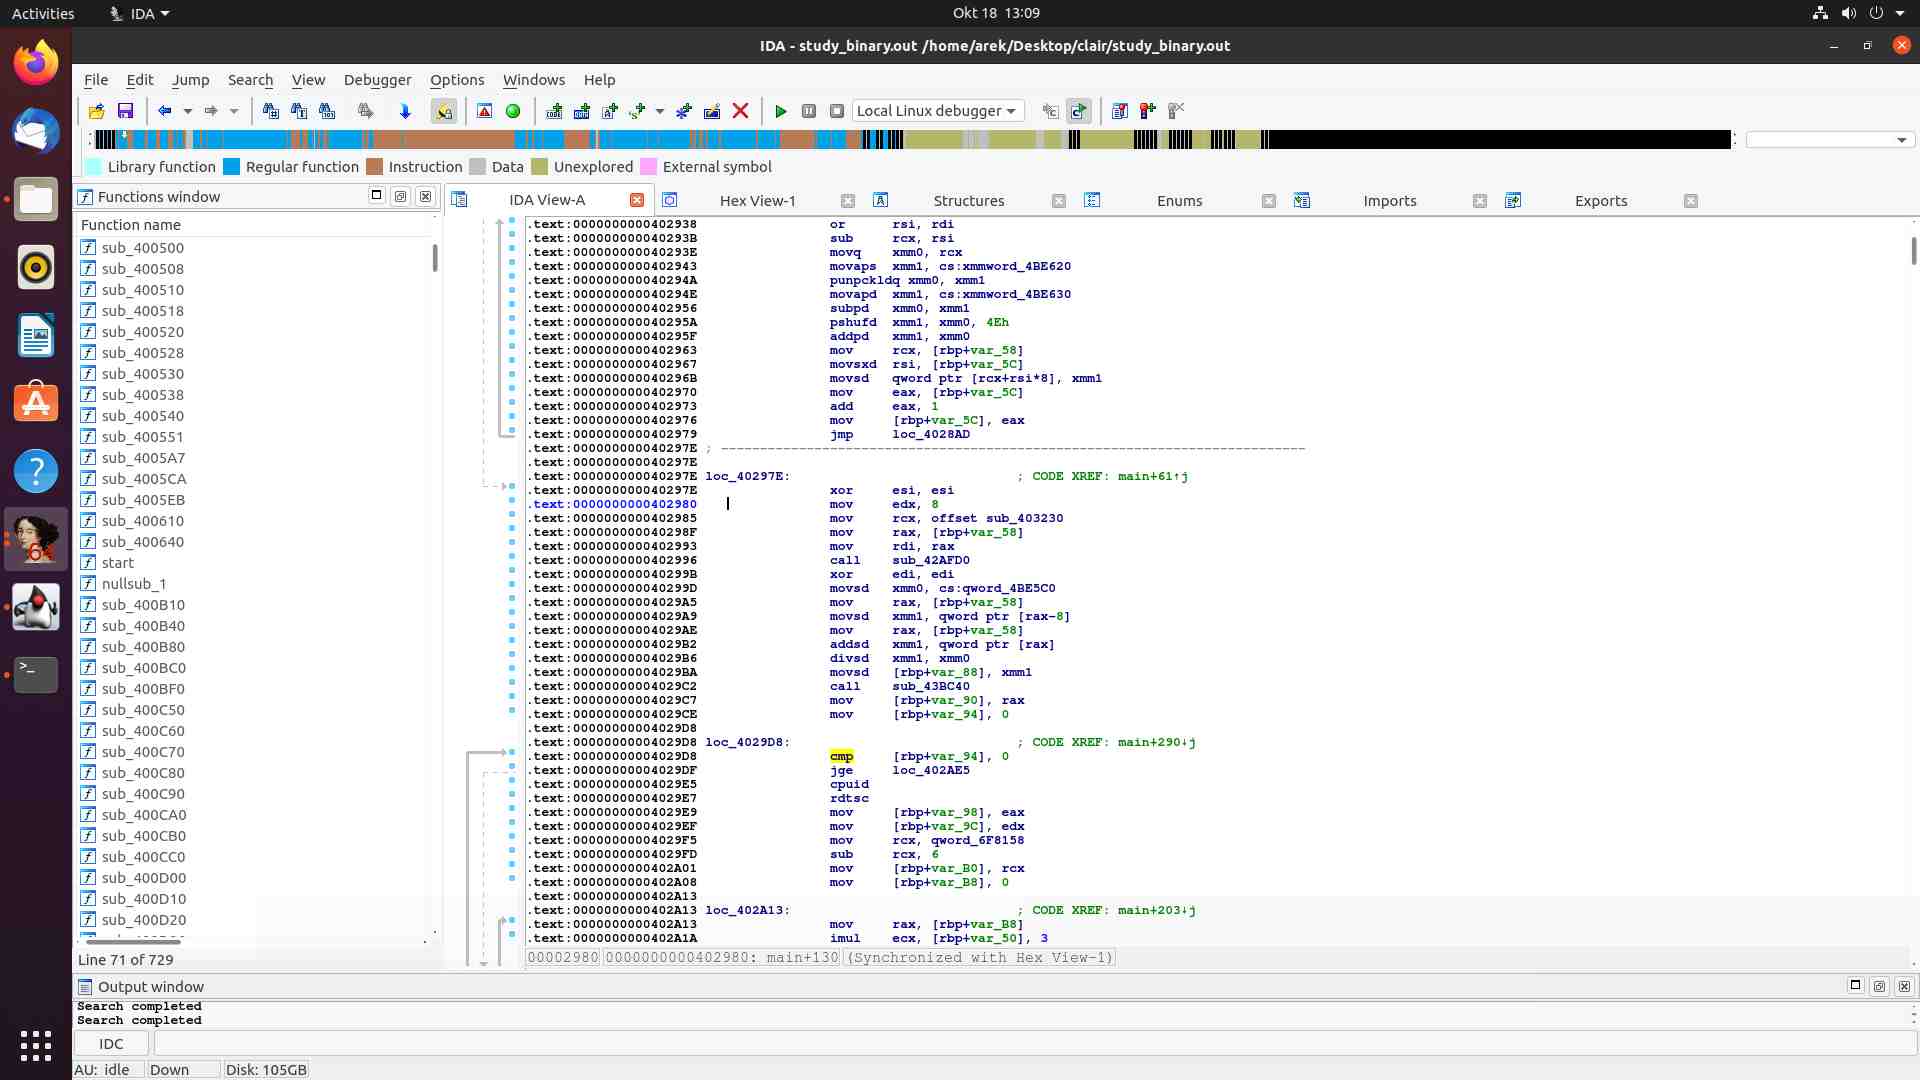 Activities IDA Okt 18 13:09
IDA - study_binary.out /home/arek/Desktop/clair/study_binary.out
File Edit Jump Search View Debugger Options Windows Help
Local Linux debugger
Library function Regular function Instruction Data Unexplored External symbol
Functions window
Function name
sub_400500
sub_400508
sub_400510
sub_400518
sub_400520
sub_400528
sub_400530
sub_400538
sub_400540
sub_400551
sub_4005A7
sub_4005CA
sub_4005EB
sub_400610
sub_400640
start
nullsub_1
sub_400B10
sub_400B40
sub_400B80
sub_400BC0
sub_400BF0
sub_400C50
sub_400C60
sub_400C70
sub_400C80
sub_400C90
sub_400CA0
sub_400CB0
sub_400CC0
sub_400D00
sub_400D10
sub_400D20
Line 71 of 729
IDA View-A Hex View-1 Structures Enums Imports Exports
.text:0000000000402938 or rsi, rdi
.text:000000000040293B sub rcx, rsi
.text:000000000040293E movq xmm0, rcx
.text:0000000000402943 movaps xmm1, cs:xmmword_4BE620
.text:000000000040294A punpckldq xmm0, xmm1
.text:000000000040294E movapd xmm1, cs:xmmword_4BE630
.text:0000000000402956 subpd xmm0, xmm1
.text:000000000040295A pshufd xmm1, xmm0, 4Eh
.text:000000000040295F addpd xmm1, xmm0
.text:0000000000402963 mov rcx, [rbp+var_58]
.text:0000000000402967 movsxd rsi, [rbp+var_5C]
.text:000000000040296B movsd qword ptr [rcx+rsi*8], xmm1
.text:0000000000402970 mov eax, [rbp+var_5C]
.text:0000000000402973 add eax, 1
.text:0000000000402976 mov [rbp+var_5C], eax
.text:0000000000402979 jmp loc_4028AD
.text:000000000040297E ; ---------------------------------------------------------------------------
.text:000000000040297E
.text:000000000040297E loc_40297E: ; CODE XREF: main+61↑j
.text:000000000040297E xor esi, esi
.text:0000000000402980 mov edx, 8
.text:0000000000402985 mov rcx, offset sub_403230
.text:000000000040298F mov rax, [rbp+var_58]
.text:0000000000402993 mov rdi, rax
.text:0000000000402996 call sub_42AFD0
.text:000000000040299B xor edi, edi
.text:000000000040299D movsd xmm0, cs:qword_4BE5C0
.text:00000000004029A5 mov rax, [rbp+var_58]
.text:00000000004029A9 movsd xmm1, qword ptr [rax-8]
.text:00000000004029AE mov rax, [rbp+var_58]
.text:00000000004029B2 addsd xmm1, qword ptr [rax]
.text:00000000004029B6 divsd xmm1, xmm0
.text:00000000004029BA movsd [rbp+var_88], xmm1
.text:00000000004029C2 call sub_43BC40
.text:00000000004029C7 mov [rbp+var_90], rax
.text:00000000004029CE mov [rbp+var_94], 0
.text:00000000004029D8
.text:00000000004029D8 loc_4029D8: ; CODE XREF: main+290↓j
.text:00000000004029D8 cmp [rbp+var_94], 0
.text:00000000004029DF jge loc_402AE5
.text:00000000004029E5 cpuid
.text:00000000004029E7 rdtsc
.text:00000000004029E9 mov [rbp+var_98], eax
.text:00000000004029EF mov [rbp+var_9C], edx
.text:00000000004029F5 mov rcx, qword_6F8158
.text:00000000004029FD sub rcx, 6
.text:0000000000402A01 mov [rbp+var_B0], rcx
.text:0000000000402A08 mov [rbp+var_B8], 0
.text:0000000000402A13
.text:0000000000402A13 loc_402A13: ; CODE XREF: main+203↓j
.text:0000000000402A13 mov rax, [rbp+var_B8]
.text:0000000000402A1A imul ecx, [rbp+var_50], 3
00002980 0000000000402980: main+130 (Synchronized with Hex View-1)
Output window
Search completed
Search completed
IDC
AU: idle Down Disk: 105GB